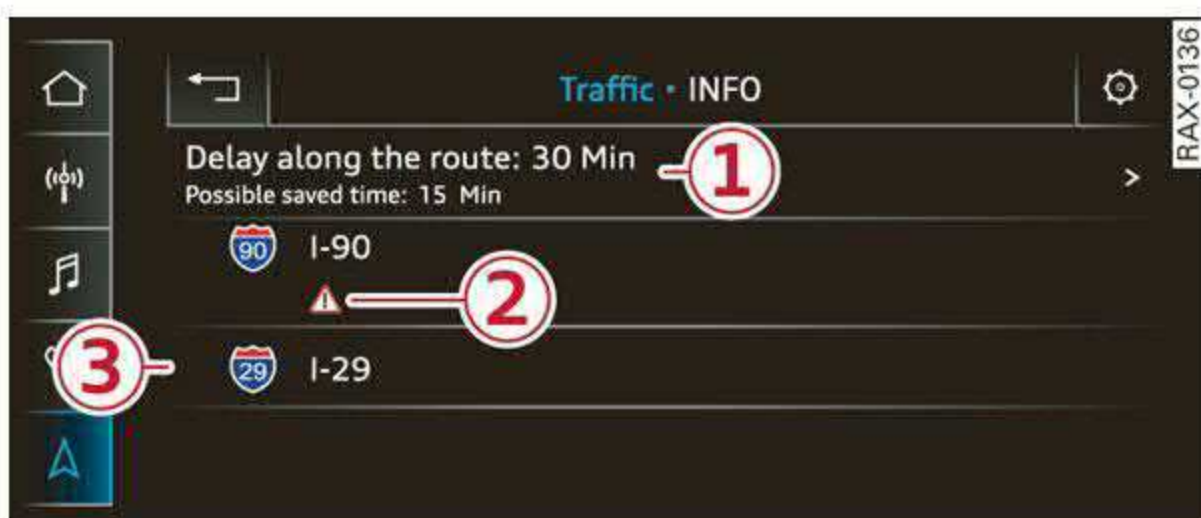 Traffic • INFO
RAX-0136
Delay along the route: 30 Min
Possible saved time: 15 Min
1
90 I-90
2
3
29 I-29